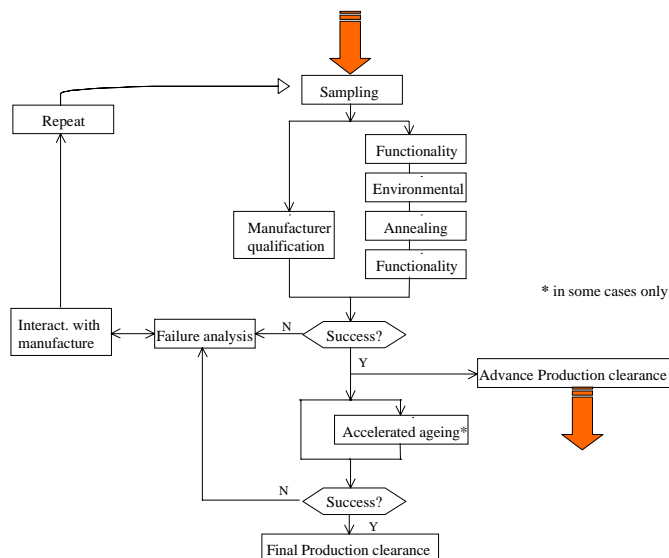 Sampling
Repeat
Functionality
Environmental
Manufacturer
qualification
Annealing
Functionality
* in some cases only
Interact. with
manufacture
Failure analysis
N
Success?
Y
Advance Production clearance
Accelerated ageing*
N
Success?
Y
Final Production clearance